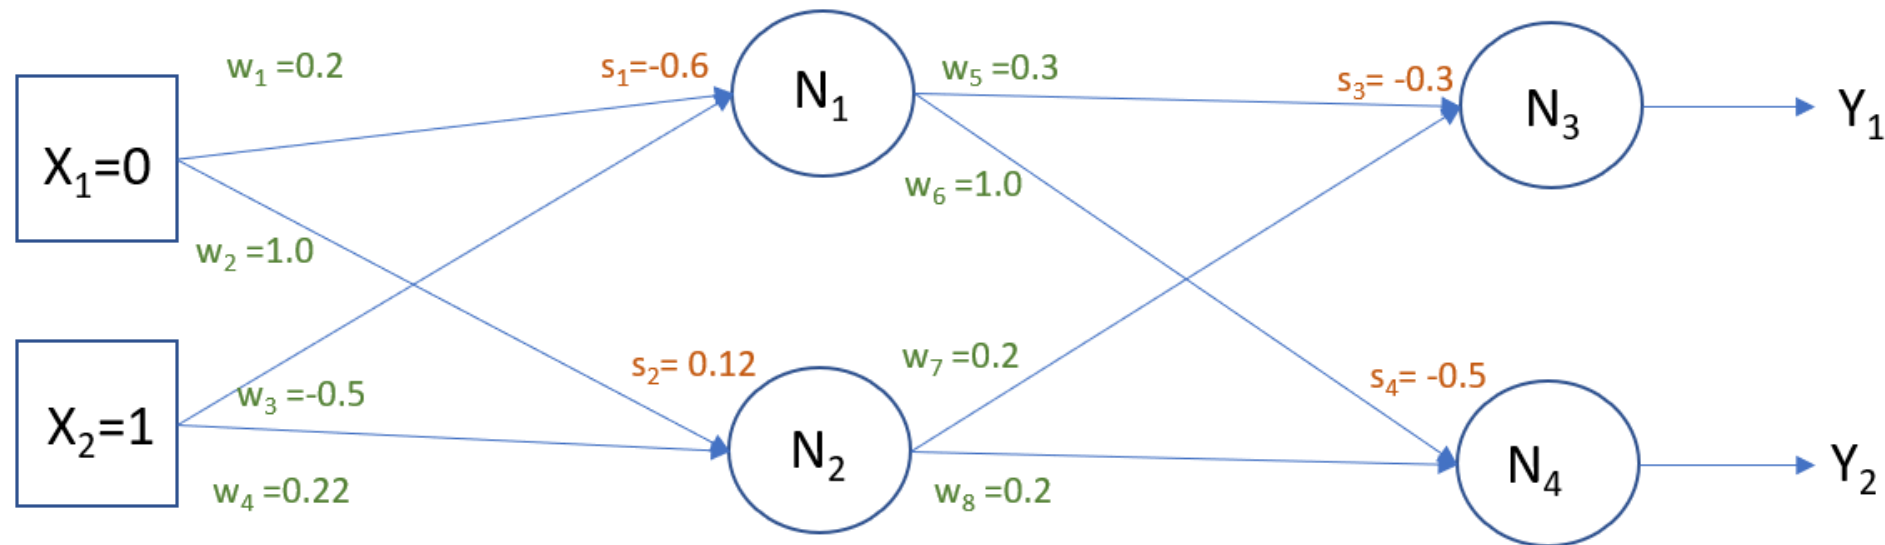 w₁ =0.2
s₁=-0.6
N₁
w₅ =0.3
s₃= -0.3
N₃
Y₁
X₁=0
w₆ =1.0
w₂ =1.0
w₇ =0.2
s₂= 0.12
s₄= -0.5
w₃ =-0.5
X₂=1
N₂
N₄
Y₂
w₄ =0.22
w₈ =0.2